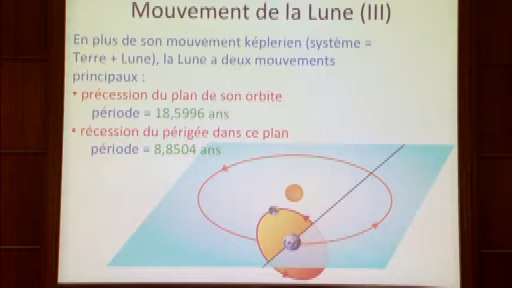 Mouvement de la Lune (III)
En plus de son mouvement képlerien (système =
Terre + Lune), la Lune a deux mouvements
principaux :
• précession du plan de son orbite
période = 18,5996 ans
• récession du périgée dans ce plan
période = 8,8504 ans